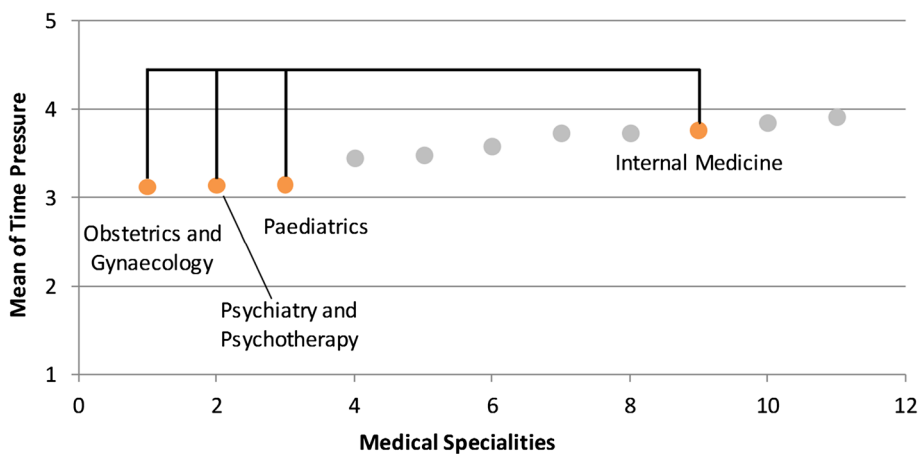 5
4
3
2
1
Mean of Time Pressure
Internal Medicine
Obstetrics and
Gynaecology
Paediatrics
Psychiatry and
Psychotherapy
0
2
4
6
8
10
12
Medical Specialities